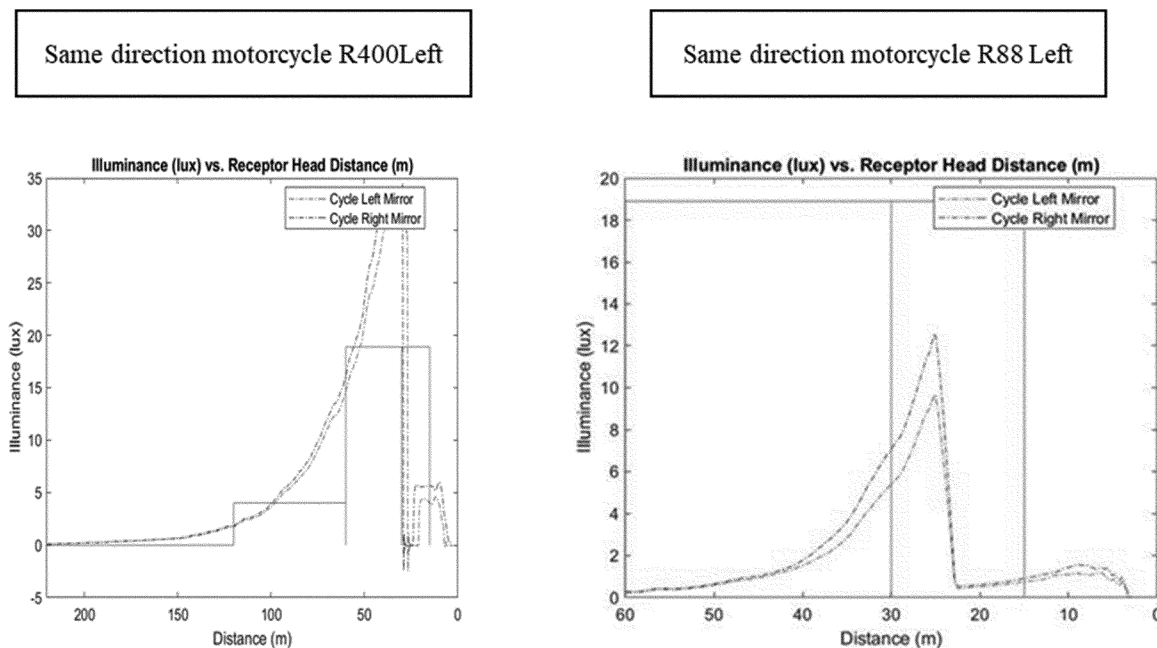 Same direction motorcycle R400Left
Same direction motorcycle R88 Left
Illuminance (lux) vs. Receptor Head Distance (m)
35
30
25
20
15
10
5
0
-5
Illuminance (lux)
Cycle Left Mirror
Cycle Right Mirror
200
150
100
50
0
Distance (m)
Illuminance (lux) vs. Receptor Head Distance (m)
20
18
16
14
12
10
8
6
4
2
0
Illuminance (lux)
Cycle Left Mirror
Cycle Right Mirror
60
50
40
30
20
10
0
Distance (m)